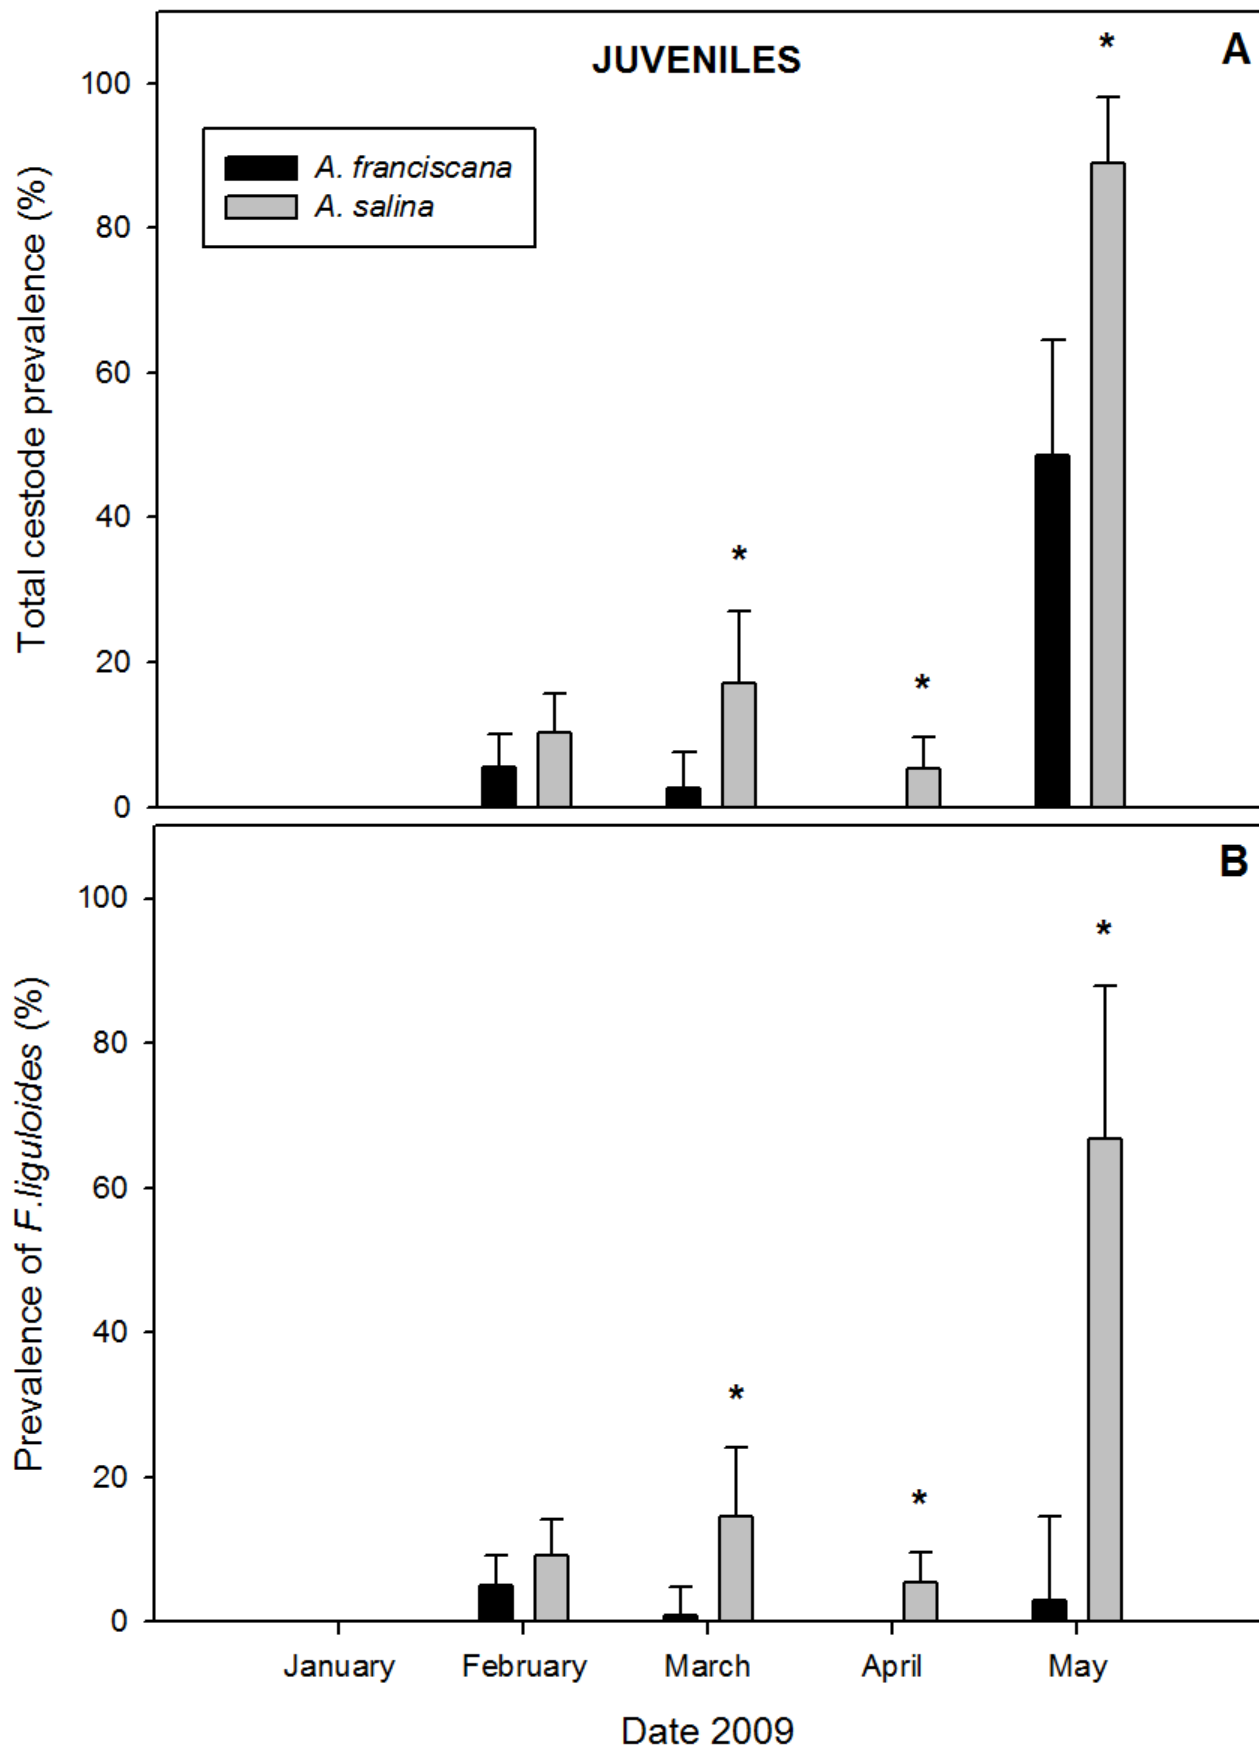 A
JUVENILES
*
100
A. franciscana
A. salina
80
60
40
*
20
*
0
Total cestode prevalence (%)
B
100
*
80
60
40
*
20
*
0
Prevalence of F.liguloides (%)
January February March April May
Date 2009